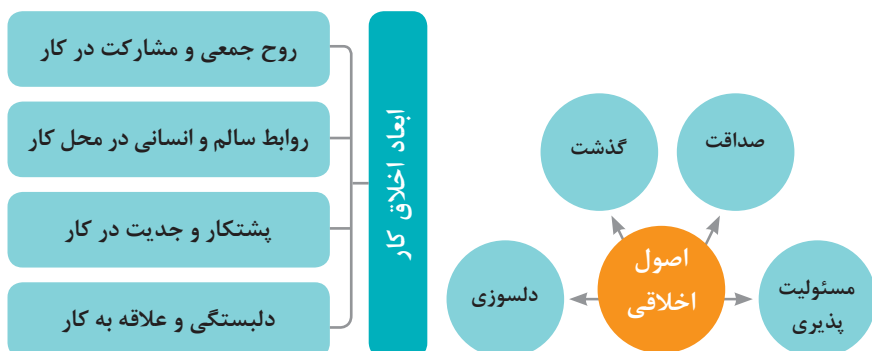 صداقت
گذشت
اصول
اخلاقی
مسئولیت
پذیری
دلسوزی
ابعاد اخلاق کار
روح جمعی و مشارکت در کار
روابط سالم و انسانی در محل کار
پشتکار و جدیت در کار
دلبستگی و علاقه به کار